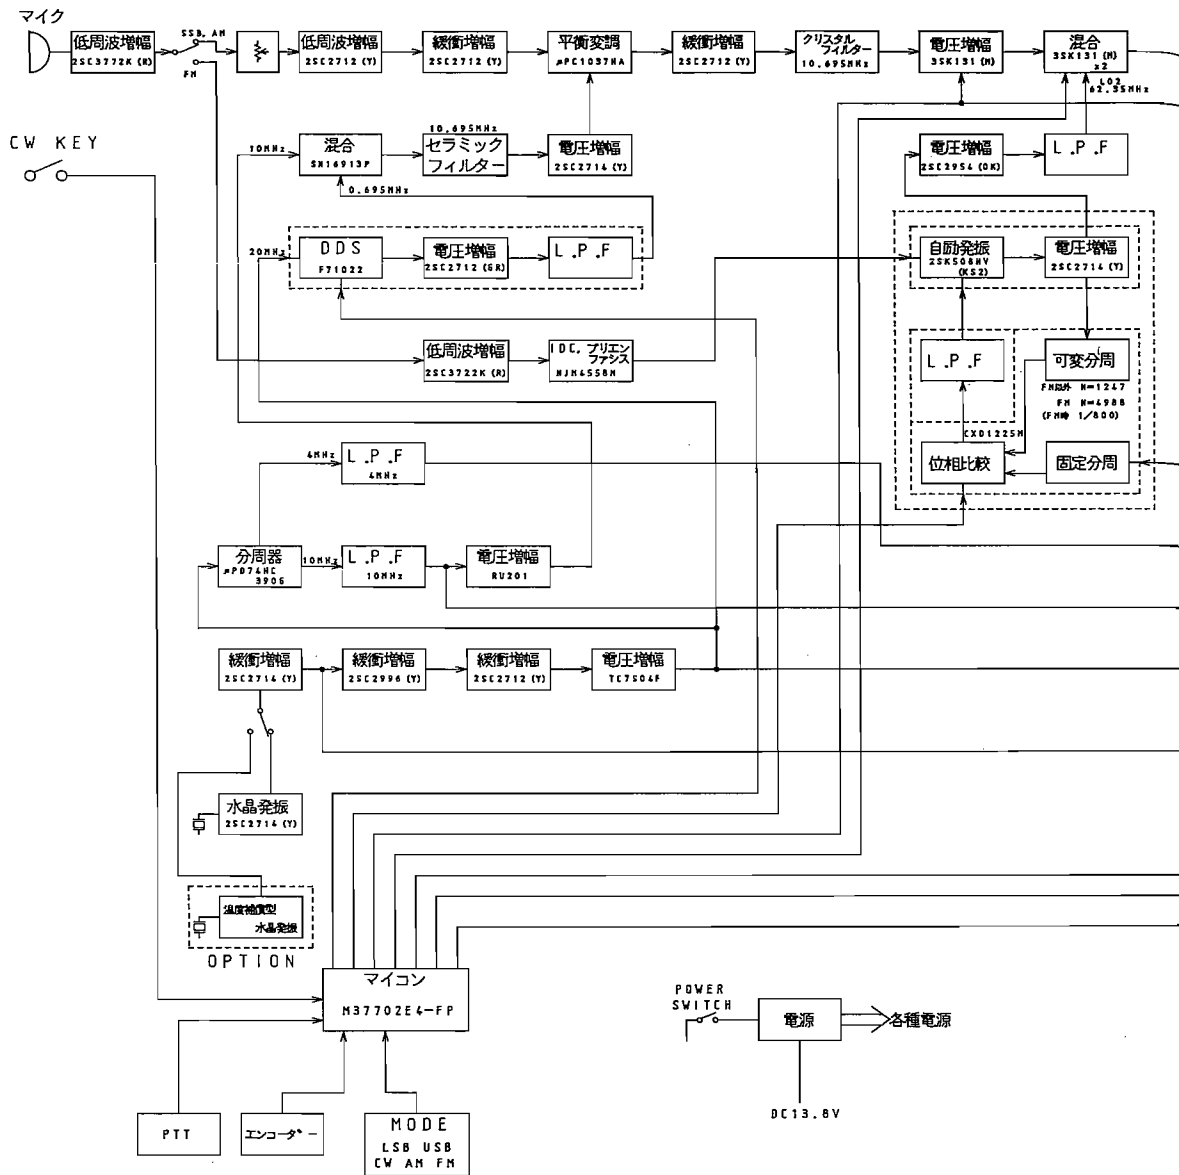 マイク
低周波増幅
2SC3772K (R)
SSB, AM
FM
低周波増幅
2SC2712 (Y)
緩衝増幅
2SC2712 (Y)
平衡変調
μPC1037HA
緩衝増幅
2SC2712 (Y)
クリスタル
フィルター
10.695MHz
電圧増幅
3SK131 (M)
混合
3SK131 (M)
x2
LO2
62.35MHz
CW KEY
10MHz
混合
SN16913P
10.695MHz
セラミック
フィルター
電圧増幅
2SC2714 (Y)
電圧増幅
2SC2954 (OK)
L.P.F
0.695MHz
20MHz
DDS
F71022
電圧増幅
2SC2712 (GR)
L.P.F
自励発振
2SK508NV
(KS2)
電圧増幅
2SC2714 (Y)
低周波増幅
2SC3722K (R)
IDC, プリエン
ファシス
NJM4558M
L.P.F
可変分周
FM以外 N=1247
FM N=4988
(FM時 1/800)
CXD1225M
4MHz
L.P.F
4MHz
位相比較
固定分周
分周器
μPD74HC
390G
10MHz
L.P.F
10MHz
電圧増幅
RU201
緩衝増幅
2SC2714 (Y)
緩衝増幅
2SC2996 (Y)
緩衝増幅
2SC2712 (Y)
電圧増幅
TC7S04F
水晶発振
2SC2714 (Y)
温度補償型
水晶発振
OPTION
マイコン
M37702E4-FP
POWER
SWITCH
電源
各種電源
DC13.8V
PTT
エンコーダー
MODE
LSB USB
CW AM FM